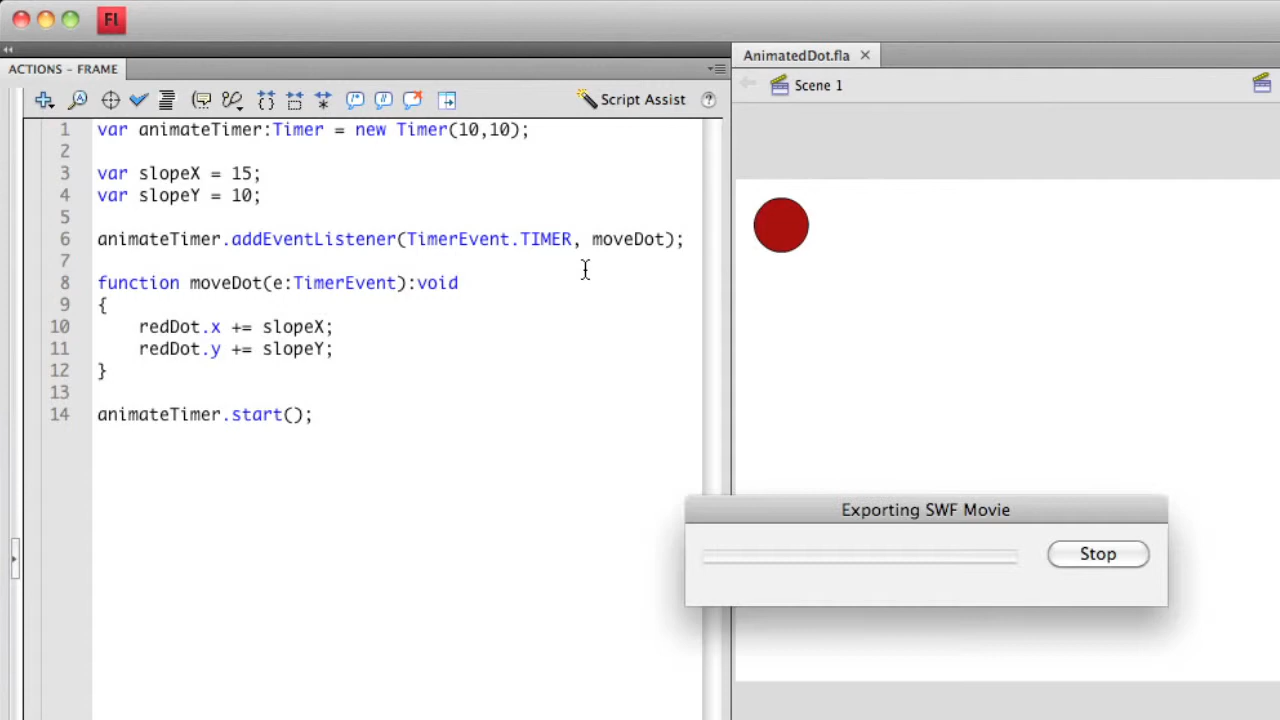 Fl
ACTIONS – FRAME
AnimatedDot.fla
Scene 1
Script Assist
1 var animateTimer:Timer = new Timer(10,10);
2
3 var slopeX = 15;
4 var slopeY = 10;
5
6 animateTimer.addEventListener(TimerEvent.TIMER, moveDot);
7
8 function moveDot(e:TimerEvent):void
9 {
10 redDot.x += slopeX;
11 redDot.y += slopeY;
12 }
13
14 animateTimer.start();
Exporting SWF Movie
Stop